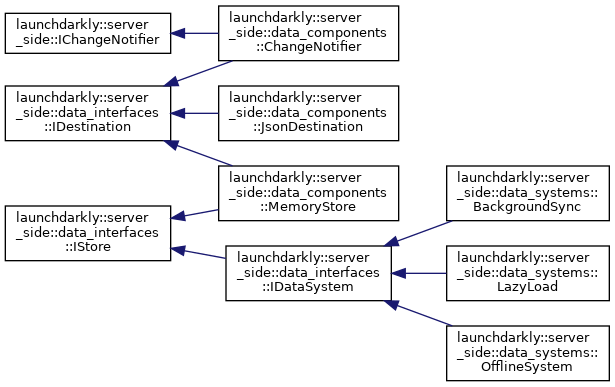 launchdarkly::server
_side::IChangeNotifier
launchdarkly::server
_side::data_components
::ChangeNotifier
launchdarkly::server
_side::data_interfaces
::IDestination
launchdarkly::server
_side::data_components
::JsonDestination
launchdarkly::server
_side::data_components
::MemoryStore
launchdarkly::server
_side::data_interfaces
::IStore
launchdarkly::server
_side::data_interfaces
::IDataSystem
launchdarkly::server
_side::data_systems::
BackgroundSync
launchdarkly::server
_side::data_systems::
LazyLoad
launchdarkly::server
_side::data_systems::
OfflineSystem